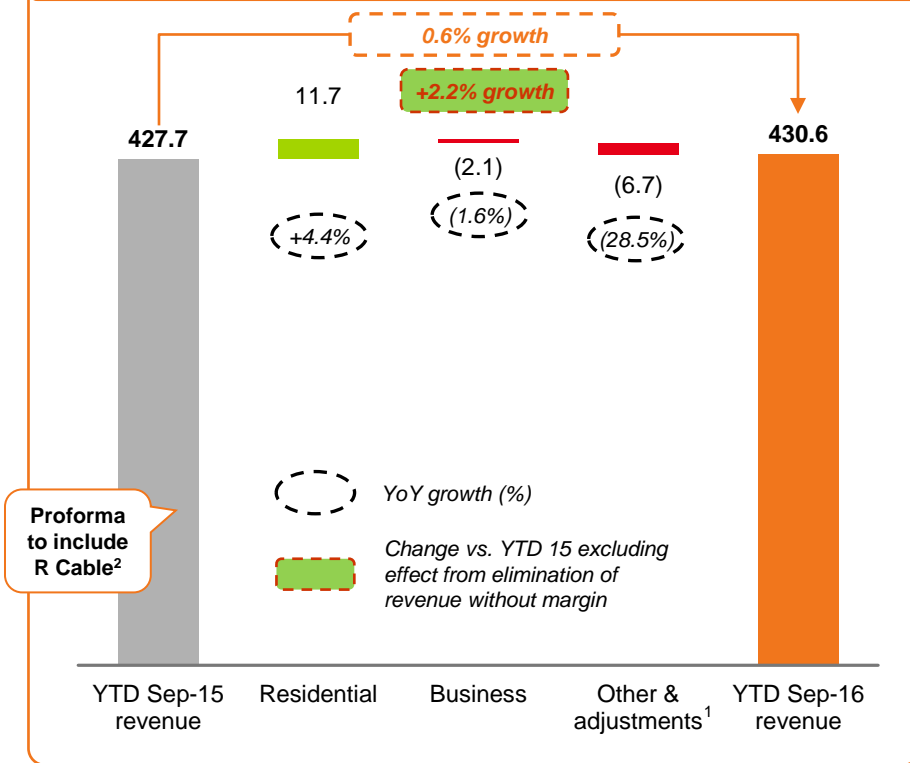 0.6% growth
11.7
+2.2% growth
427.7
430.6
(2.1)
(6.7)
+4.4%
(1.6%)
(28.5%)
YoY growth (%)
Proforma
to include
R Cable²
Change vs. YTD 15 excluding
effect from elimination of
revenue without margin
YTD Sep-15
revenue
Residential
Business
Other &
adjustments¹
YTD Sep-16
revenue